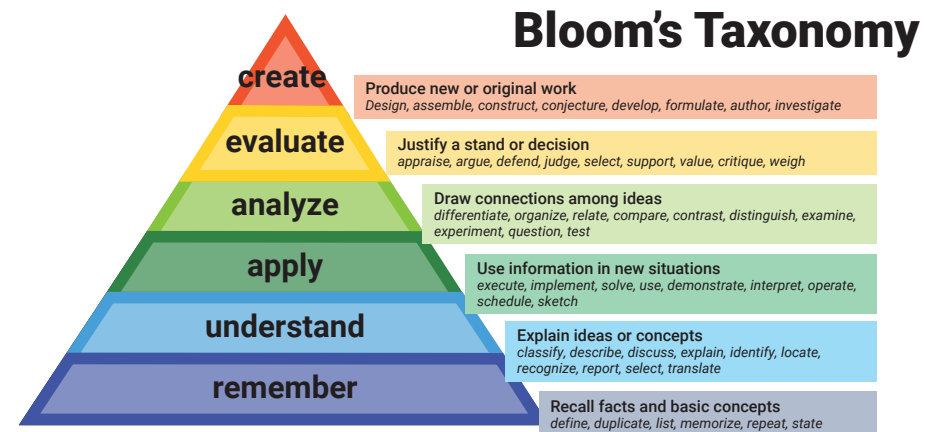 Bloom's Taxonomy
create
Produce new or original work
Design, assemble, construct, conjecture, develop, formulate, author, investigate
evaluate
Justify a stand or decision
appraise, argue, defend, judge, select, support, value, critique, weigh
analyze
Draw connections among ideas
differentiate, organize, relate, compare, contrast, distinguish, examine,
experiment, question, test
apply
Use information in new situations
execute, implement, solve, use, demonstrate, interpret, operate,
schedule, sketch
understand
Explain ideas or concepts
classify, describe, discuss, explain, identify, locate,
recognize, report, select, translate
remember
Recall facts and basic concepts
define, duplicate, list, memorize, repeat, state